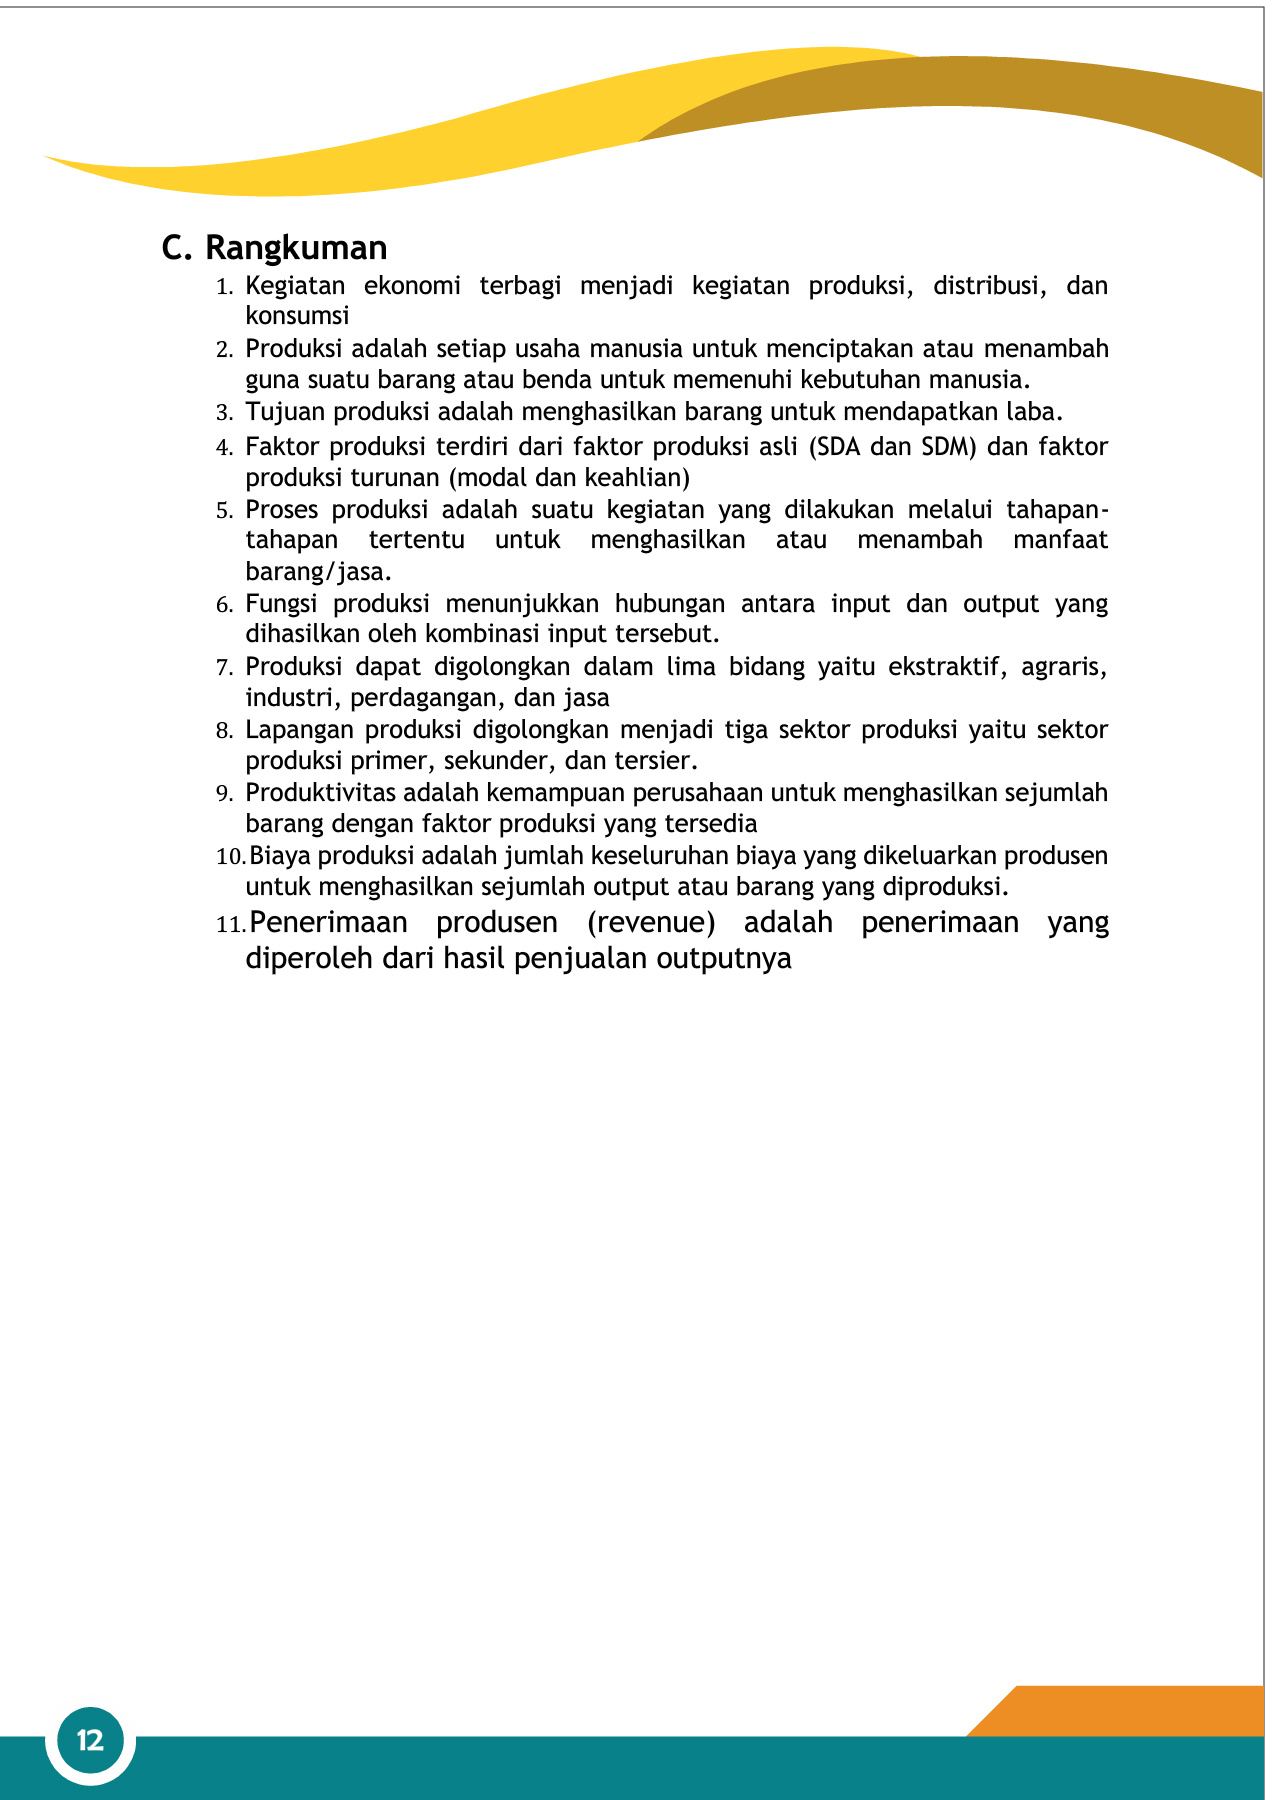 C. Rangkuman
1. Kegiatan ekonomi terbagi menjadi kegiatan produksi, distribusi, dan
konsumsi
2. Produksi adalah setiap usaha manusia untuk menciptakan atau menambah
guna suatu barang atau benda untuk memenuhi kebutuhan manusia.
3. Tujuan produksi adalah menghasilkan barang untuk mendapatkan laba.
4. Faktor produksi terdiri dari faktor produksi asli (SDA dan SDM) dan faktor
produksi turunan (modal dan keahlian)
5. Proses produksi adalah suatu kegiatan yang dilakukan melalui tahapan-
tahapan tertentu untuk menghasilkan atau menambah manfaat
barang/jasa.
6. Fungsi produksi menunjukkan hubungan antara input dan output yang
dihasilkan oleh kombinasi input tersebut.
7. Produksi dapat digolongkan dalam lima bidang yaitu ekstraktif, agraris,
industri, perdagangan, dan jasa
8. Lapangan produksi digolongkan menjadi tiga sektor produksi yaitu sektor
produksi primer, sekunder, dan tersier.
9. Produktivitas adalah kemampuan perusahaan untuk menghasilkan sejumlah
barang dengan faktor produksi yang tersedia
10. Biaya produksi adalah jumlah keseluruhan biaya yang dikeluarkan produsen
untuk menghasilkan sejumlah output atau barang yang diproduksi.
11. Penerimaan produsen (revenue) adalah penerimaan yang
diperoleh dari hasil penjualan outputnya
12